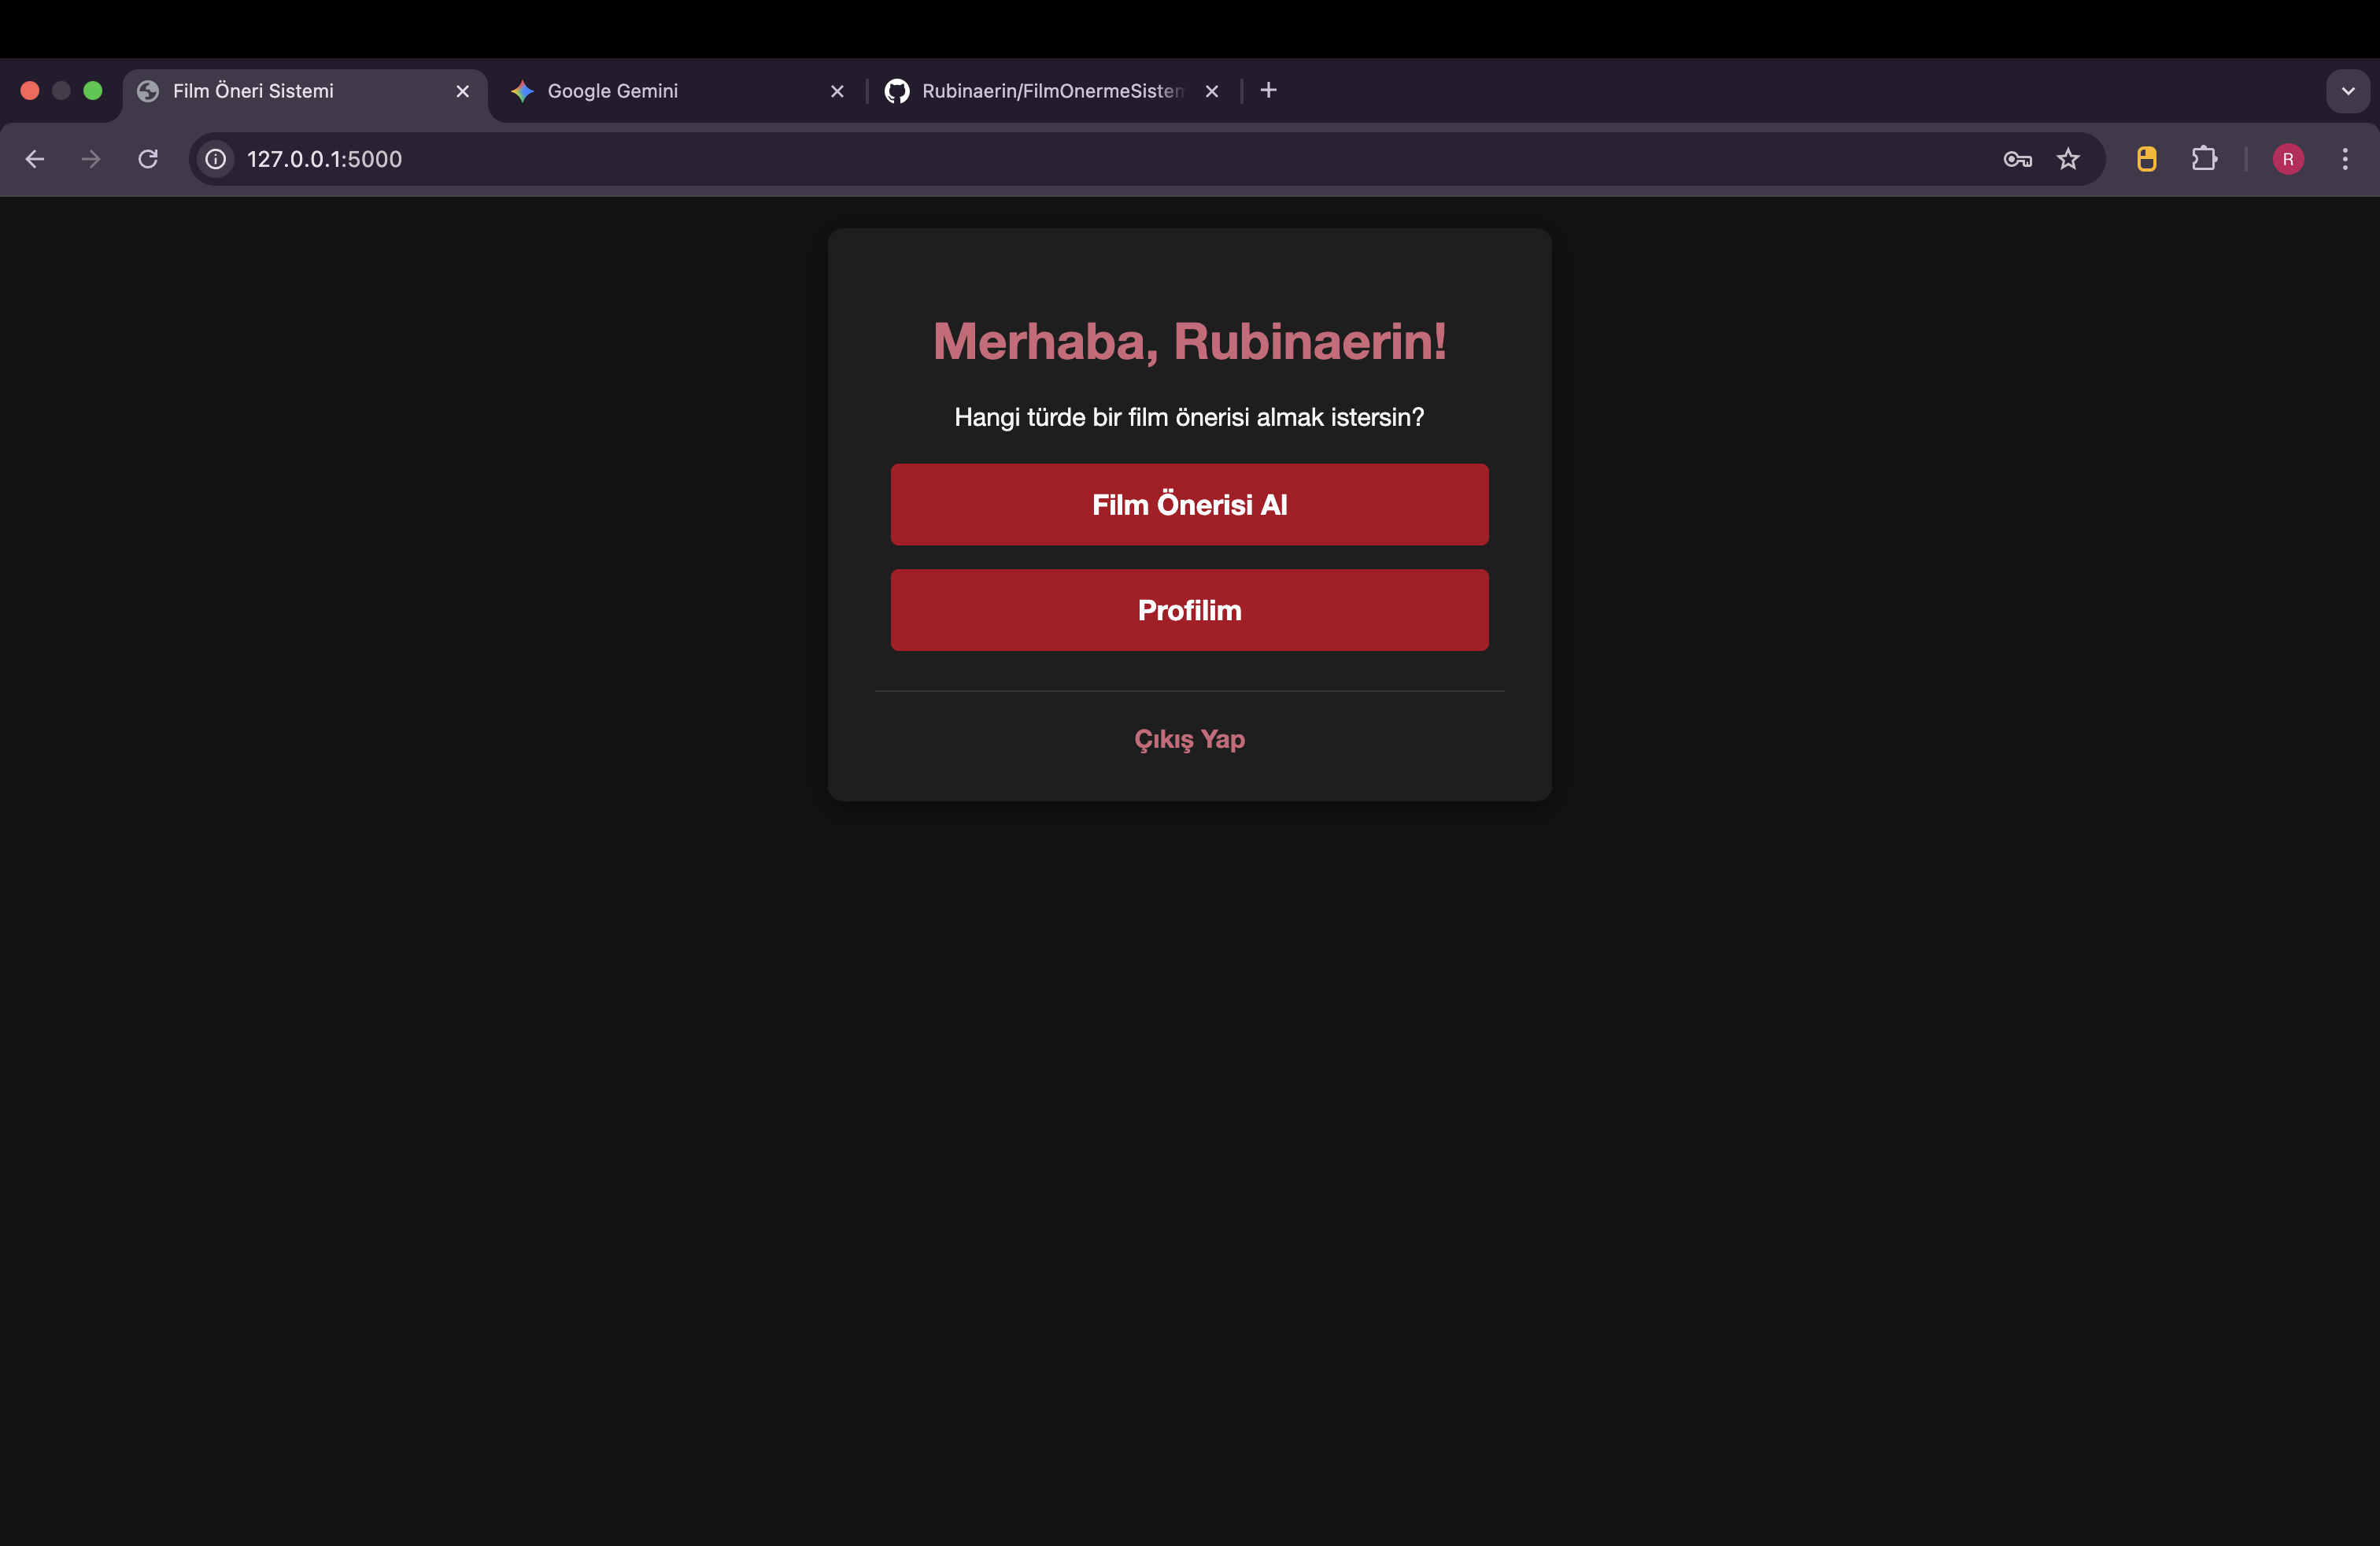 Film Öneri Sistemi
Google Gemini
Rubinaerin/FilmOnermeSistem
127.0.0.1:5000
R
Merhaba, Rubinaerin!
Hangi türde bir film önerisi almak istersin?
Film Önerisi Al
Profilim
Çıkış Yap